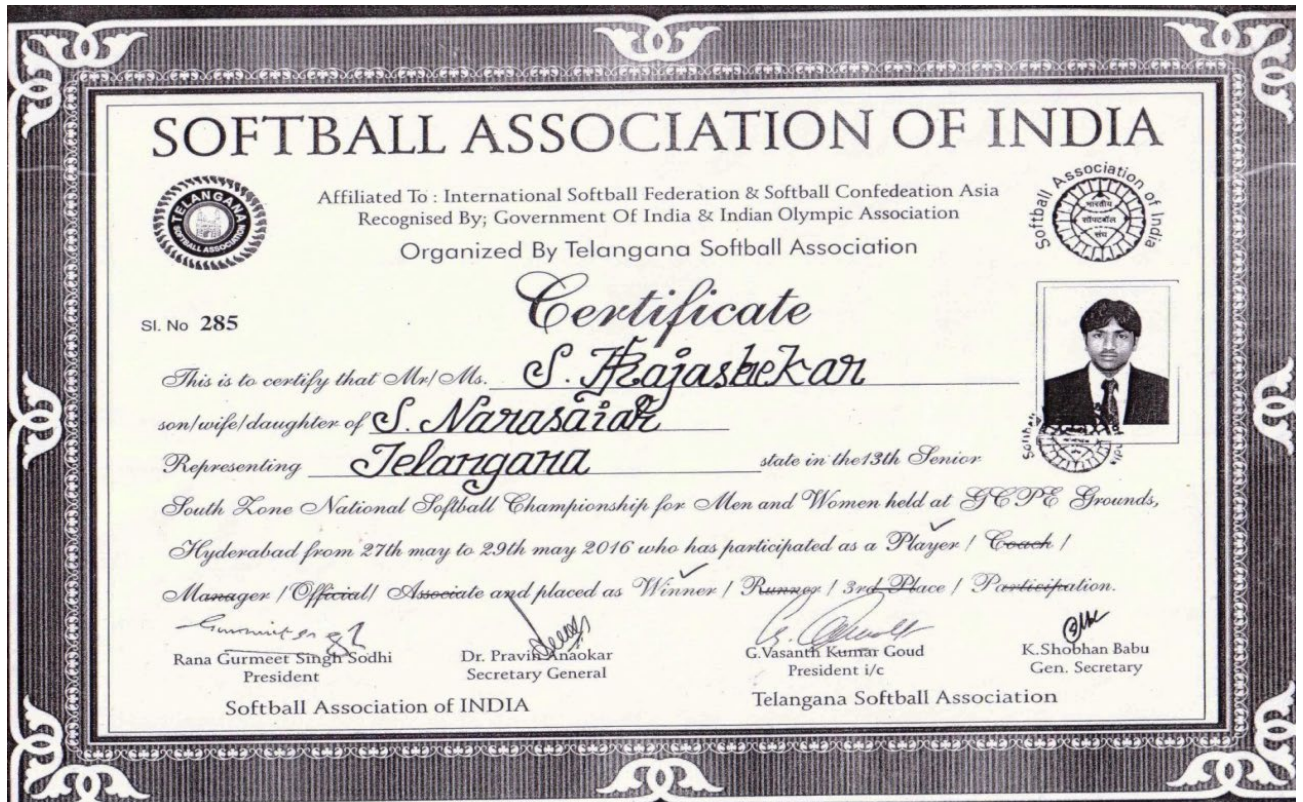 SOFTBALL ASSOCIATION OF INDIA
TELANGANA
SOFTBALL ASSOCIATION
Affiliated To : International Softball Federation & Softball Confedeation Asia
Recognised By; Government Of India & Indian Olympic Association
Organized By Telangana Softball Association
Softball Association of India
भारतीय
सॉफ्टबॉल
संघ
Certificate
SI. No 285
This is to certify that Mr/Ms. S. Rajashekar
son/wife/daughter of S. Narasaiah
Representing Telangana state in the13th Senior
South Zone National Softball Championship for Men and Women held at GCPE Grounds,
Hyderabad from 27th may to 29th may 2016 who has participated as a Player / Coach /
Manager / Official/ Associate and placed as Winner / Runner / 3rd Place / Participation.
Rana Gurmeet Singh Sodhi
President
Dr. Pravin Anaokar
Secretary General
Softball Association of INDIA
G.Vasanth Kumar Goud
President i/c
K.Shobhan Babu
Gen. Secretary
Telangana Softball Association